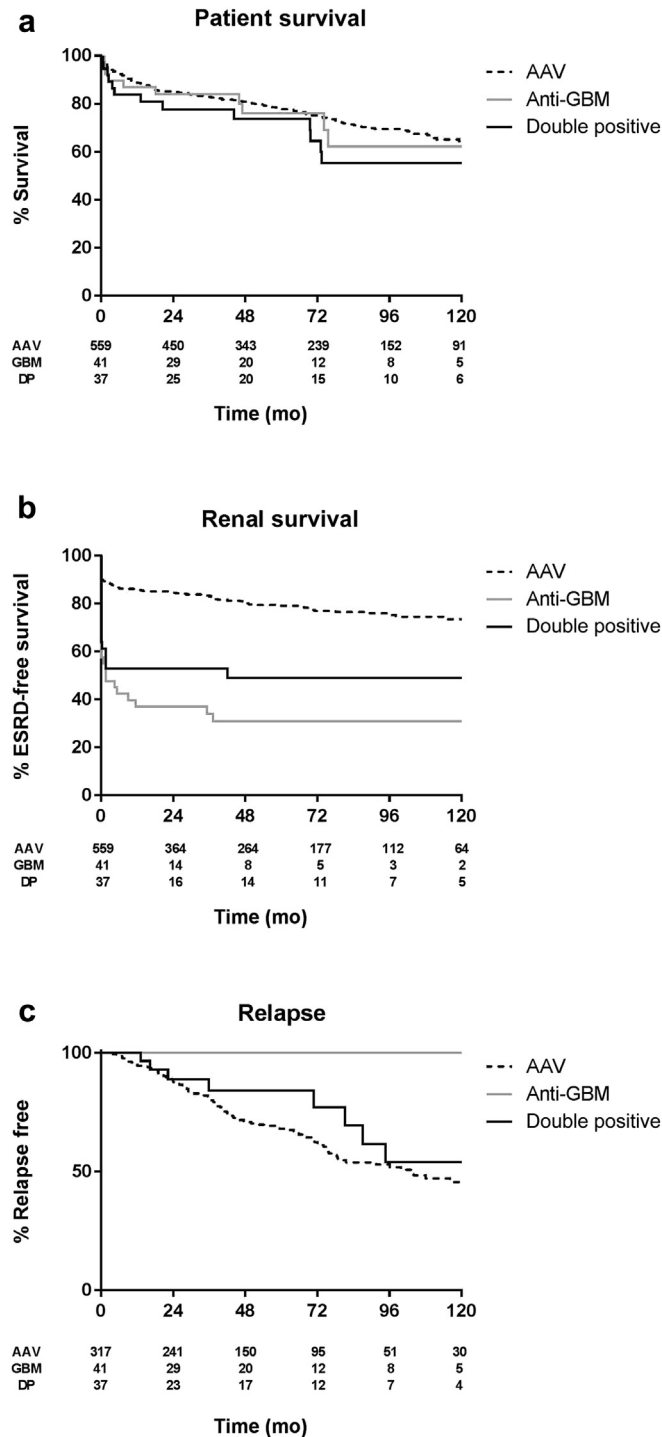 a
Patient survival
100
80
60
40
20
0
% Survival
AAV
Anti-GBM
Double positive
0 24 48 72 96 120
AAV 559 450 343 239 152 91
GBM 41 29 20 12 8 5
DP 37 25 20 15 10 6
Time (mo)
b
Renal survival
100
80
60
40
20
0
% ESRD-free survival
AAV
Anti-GBM
Double positive
0 24 48 72 96 120
AAV 559 364 264 177 112 64
GBM 41 14 8 5 3 2
DP 37 16 14 11 7 5
Time (mo)
c
Relapse
100
50
0
% Relapse free
AAV
Anti-GBM
Double positive
0 24 48 72 96 120
AAV 317 241 150 95 51 30
GBM 41 29 20 12 8 5
DP 37 23 17 12 7 4
Time (mo)